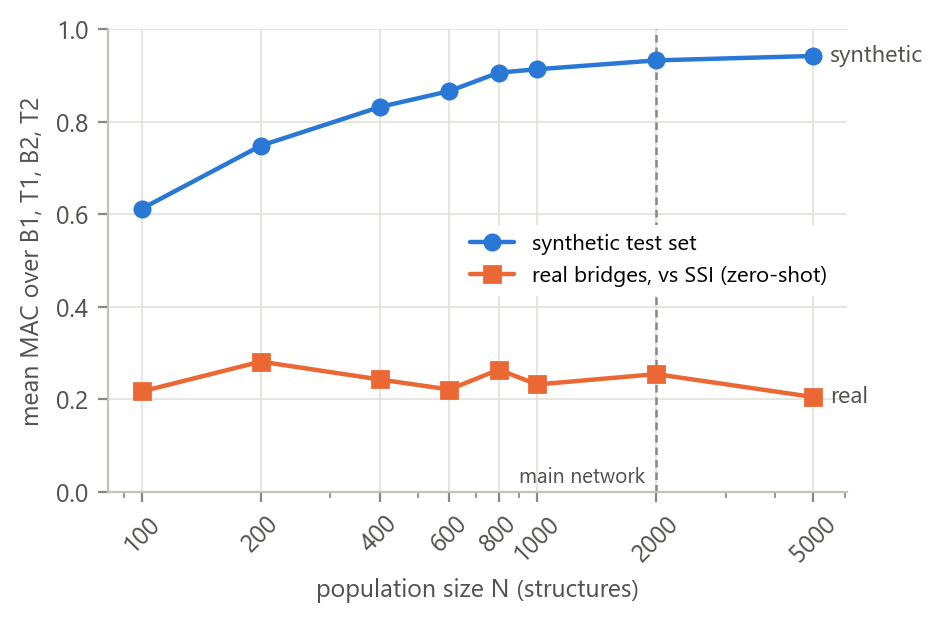 1.0
0.8
0.6
0.4
0.2
0.0
mean MAC over B1, T1, B2, T2
synthetic
synthetic test set
real bridges, vs SSI (zero-shot)
real
main network
100
200
400
600
800
1000
2000
5000
population size N (structures)